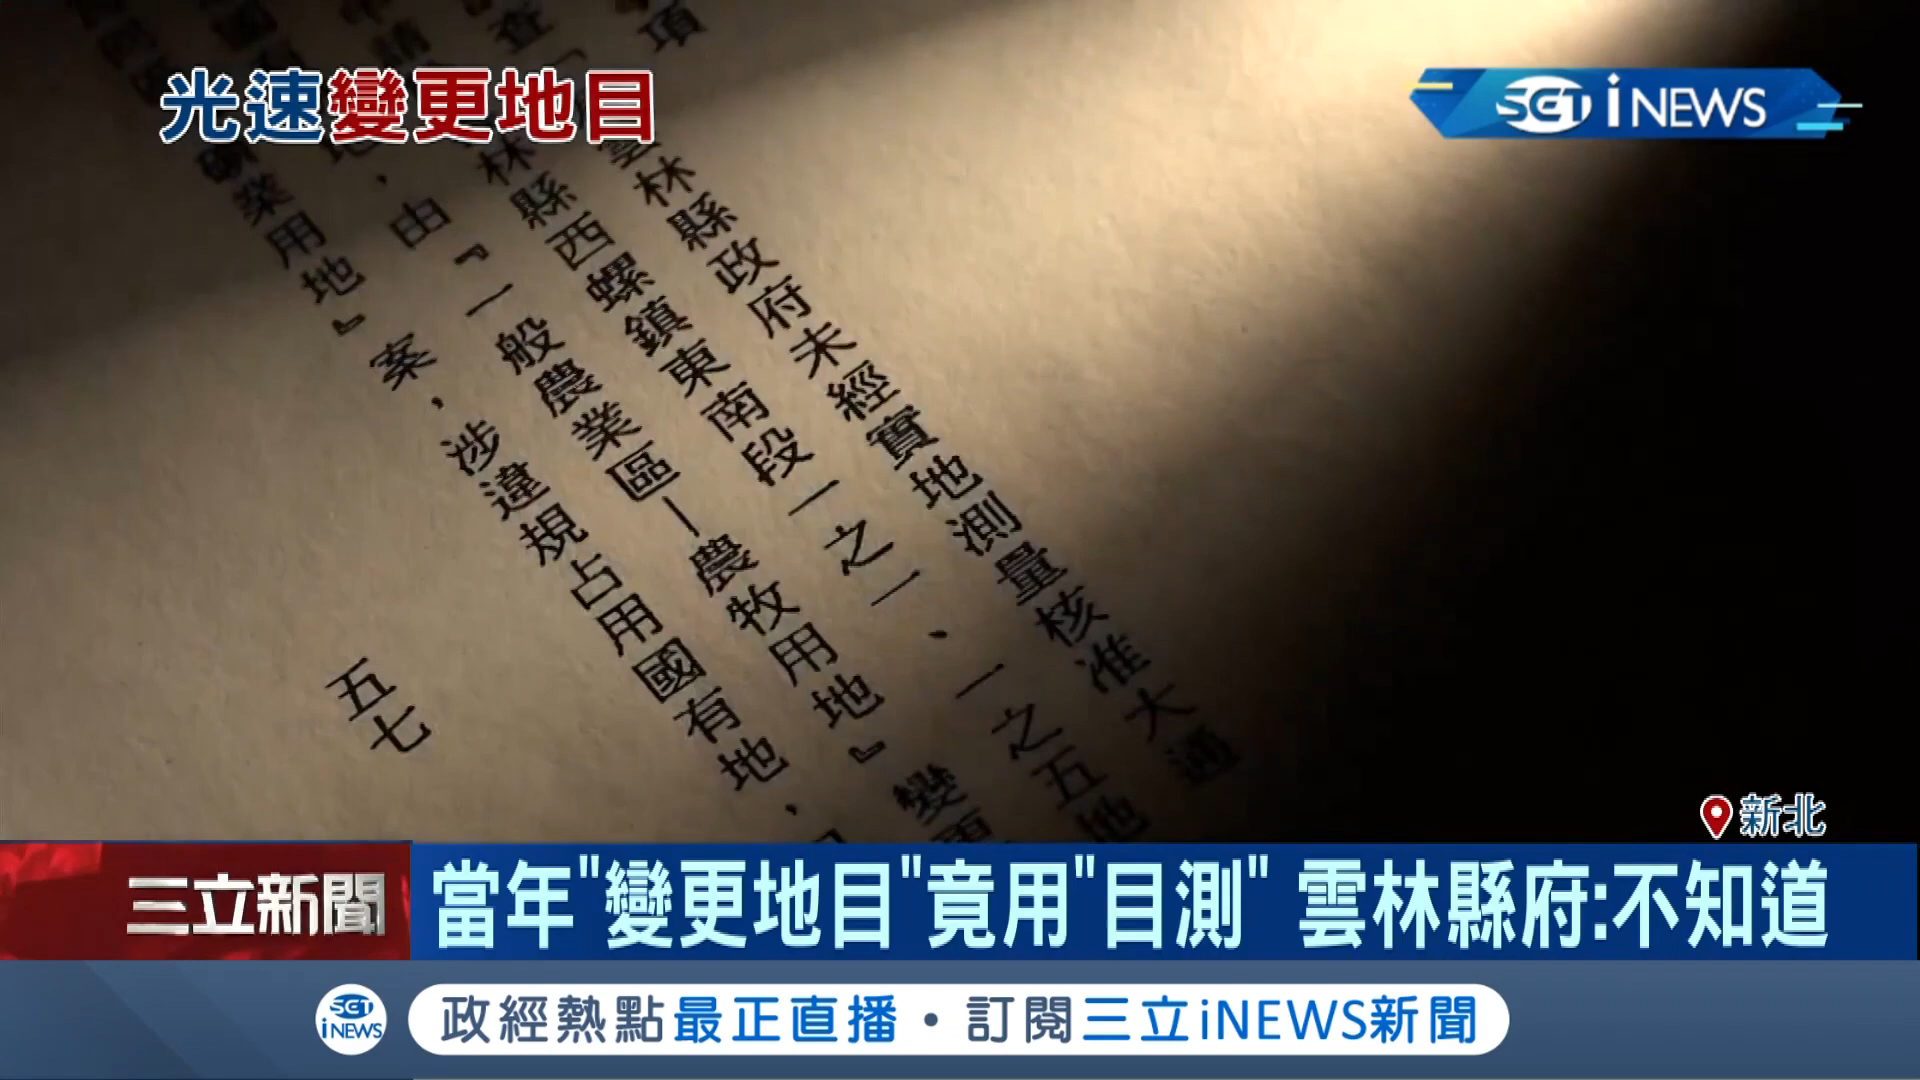 光速變更地目
SET iNEWS
項
查「雲林縣政府未經實地測量核准大通
林縣西螺鎮東南段一之一、一之五地
地，由『一般農業區—農牧用地』變更
業用地』案，涉違規占用國有地，
五七
新北
三立新聞
當年"變更地目"竟用"目測" 雲林縣府:不知道
SET iNEWS
政經熱點最正直播・訂閱三立iNEWS新聞